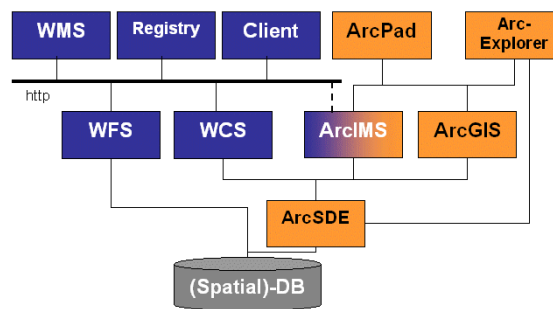 WMS
Registry
Client
ArcPad
Arc-
Explorer
http
WFS
WCS
ArcIMS
ArcGIS
ArcSDE
(Spatial)-DB